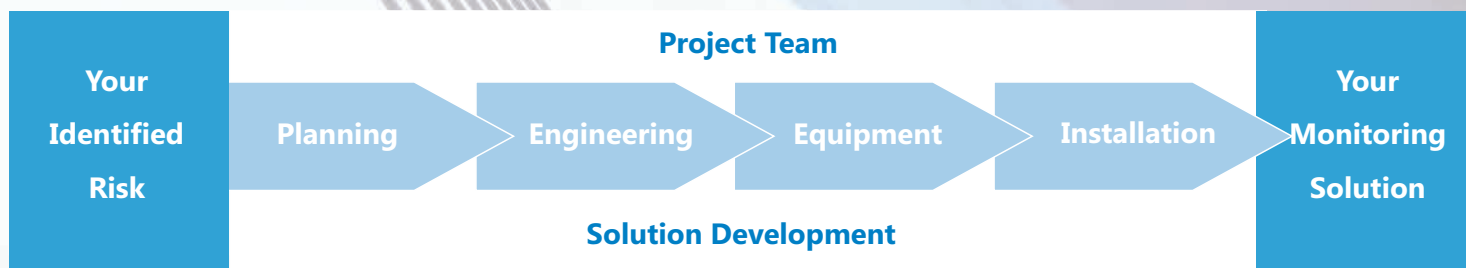 Project Team
Your
Identified
Risk
Planning
Engineering
Equipment
Installation
Your
Monitoring
Solution
Solution Development